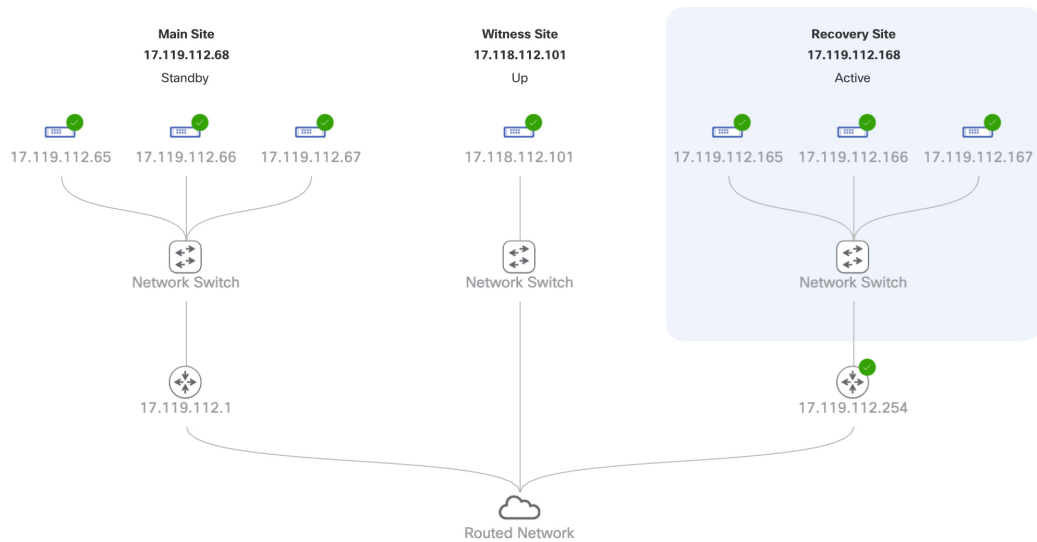 Main Site
17.119.112.68
Standby
Witness Site
17.118.112.101
Up
Recovery Site
17.119.112.168
Active
17.119.112.65 17.119.112.66 17.119.112.67
17.118.112.101
17.119.112.165 17.119.112.166 17.119.112.167
Network Switch
Network Switch
Network Switch
17.119.112.1
17.119.112.254
Routed Network